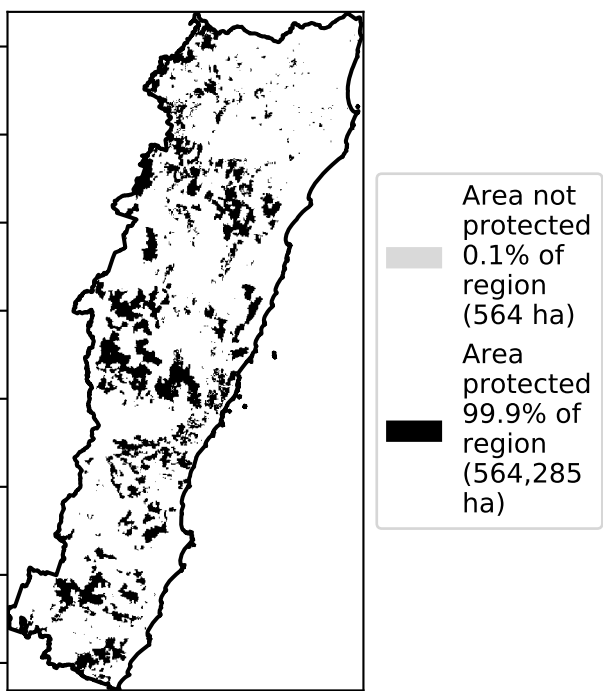 Area not
protected
0.1% of
region
(564 ha)
Area
protected
99.9% of
region
(564,285
ha)